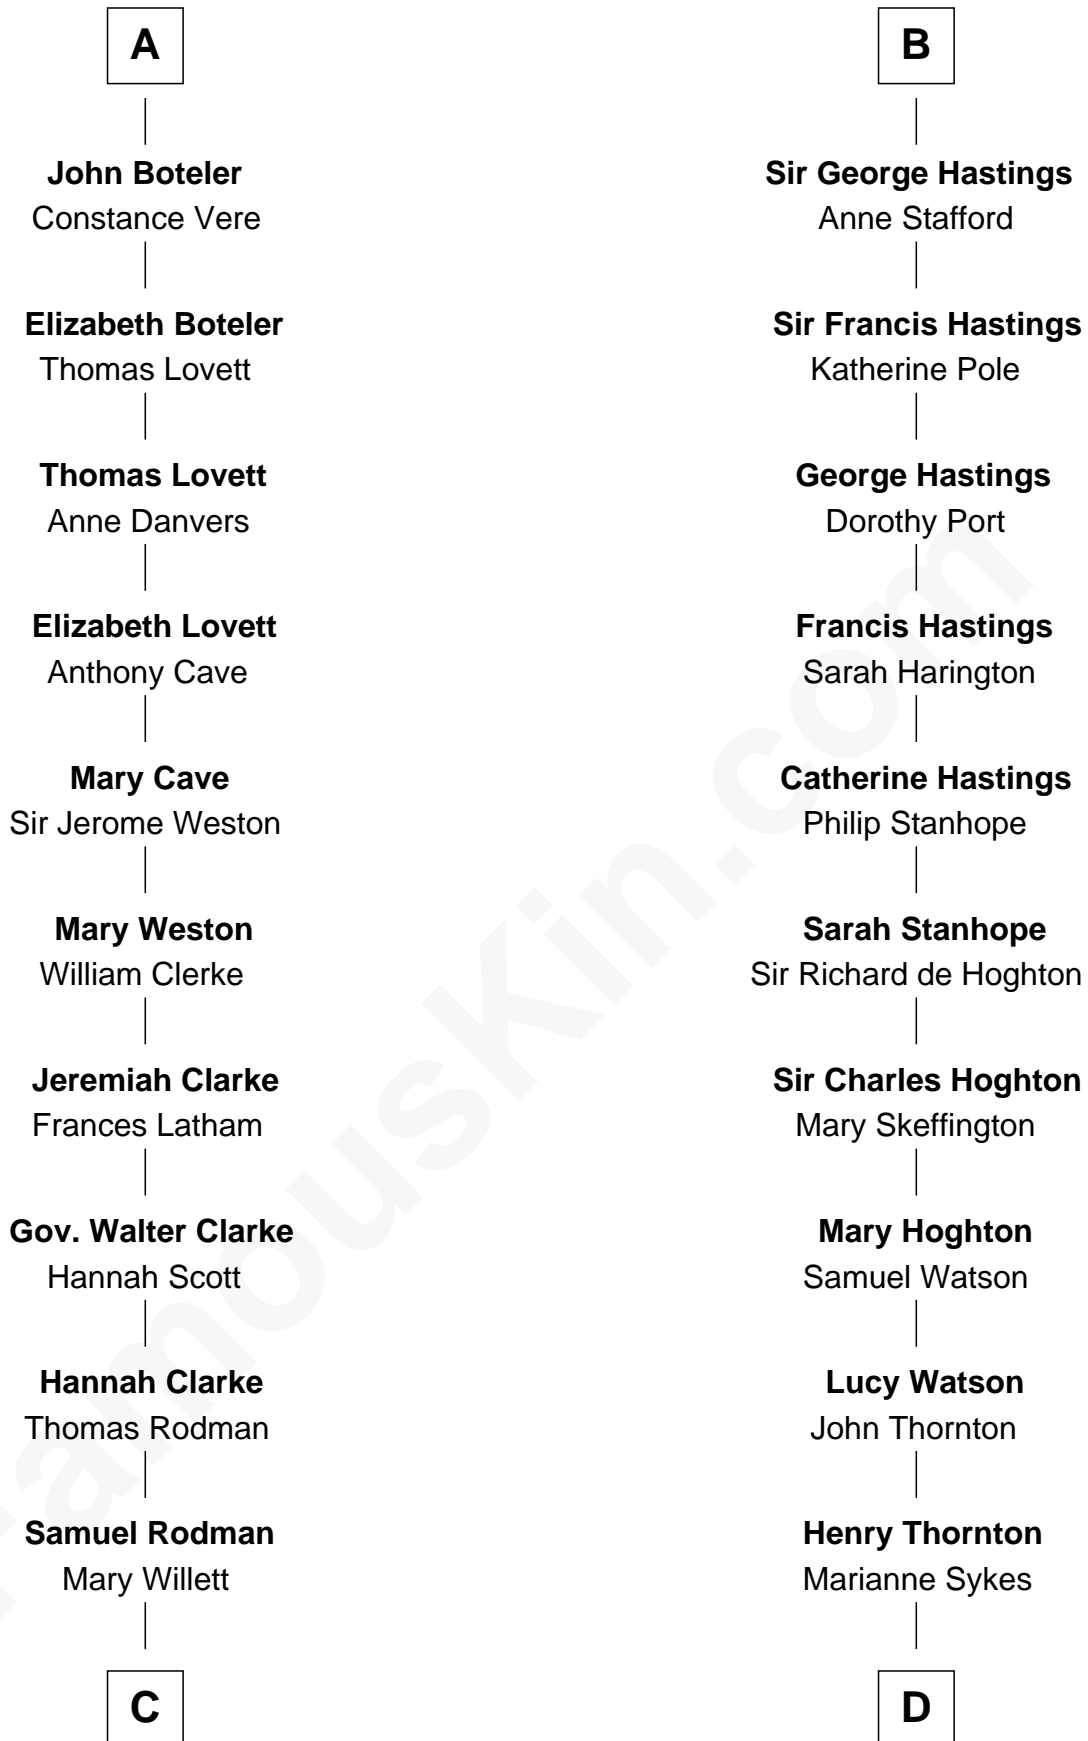 A
John Boteler
Constance Vere
Elizabeth Boteler
Thomas Lovett
Thomas Lovett
Anne Danvers
Elizabeth Lovett
Anthony Cave
Mary Cave
Sir Jerome Weston
Mary Weston
William Clerke
Jeremiah Clarke
Frances Latham
Gov. Walter Clarke
Hannah Scott
Hannah Clarke
Thomas Rodman
Samuel Rodman
Mary Willett
C
B
Sir George Hastings
Anne Stafford
Sir Francis Hastings
Katherine Pole
George Hastings
Dorothy Port
Francis Hastings
Sarah Harington
Catherine Hastings
Philip Stanhope
Sarah Stanhope
Sir Richard de Hoghton
Sir Charles Hoghton
Mary Skeffington
Mary Hoghton
Samuel Watson
Lucy Watson
John Thornton
Henry Thornton
Marianne Sykes
D
FamousKin.com